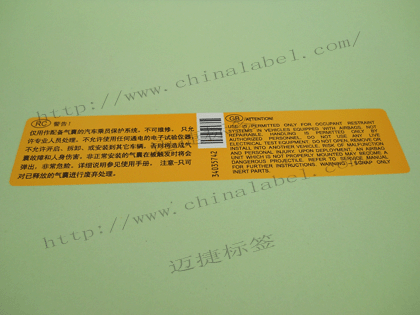 http://www.chinalabel.com/
RC 警告!
仅用作配备气囊的汽车乘员保护系统。不可维修。只允
许专业人员处理。不允许使用任何通电的电子试验仪器。
不允许开启、拆卸、或安装到其它车辆。否则将造成气
囊故障和人身伤害。非正常安装的气囊在被触发时将会
弹出，非常危险。详细说明参见使用手册。注意-只可
对已释放的气囊进行废弃处理。
34033742
GB ATTENTION!
USE IS PERMITTED ONLY FOR OCCUPANT RESTRAINT
SYSTEMS IN VEHICLES EQUIPPED WITH AIRBAGS. NOT
REPAIRABLE. HANDLING IS PERMITTED ONLY BY
AUTHORIZED PERSONNEL. DO NOT USE ANY LIVE
ELECTRICAL TEST EQUIPMENT. DO NOT OPEN, REMOVE OR
INSTALL INTO ANOTHER VEHICLE. RISK OF MALFUNCTION
AND PERSONAL INJURY. UPON DEPLOYMENT, AN AIRBAG
UNIT WHICH IS NOT PROPERLY MOUNTED MAY BECOME A
DANGEROUS PROJECTILE. REFER TO SERVICE MANUAL
FOR FURTHER INSTRUCTIONS. WARNING - SCRAP ONLY
INERT PARTS.
http://www.chinalabel.com/
迈捷标签